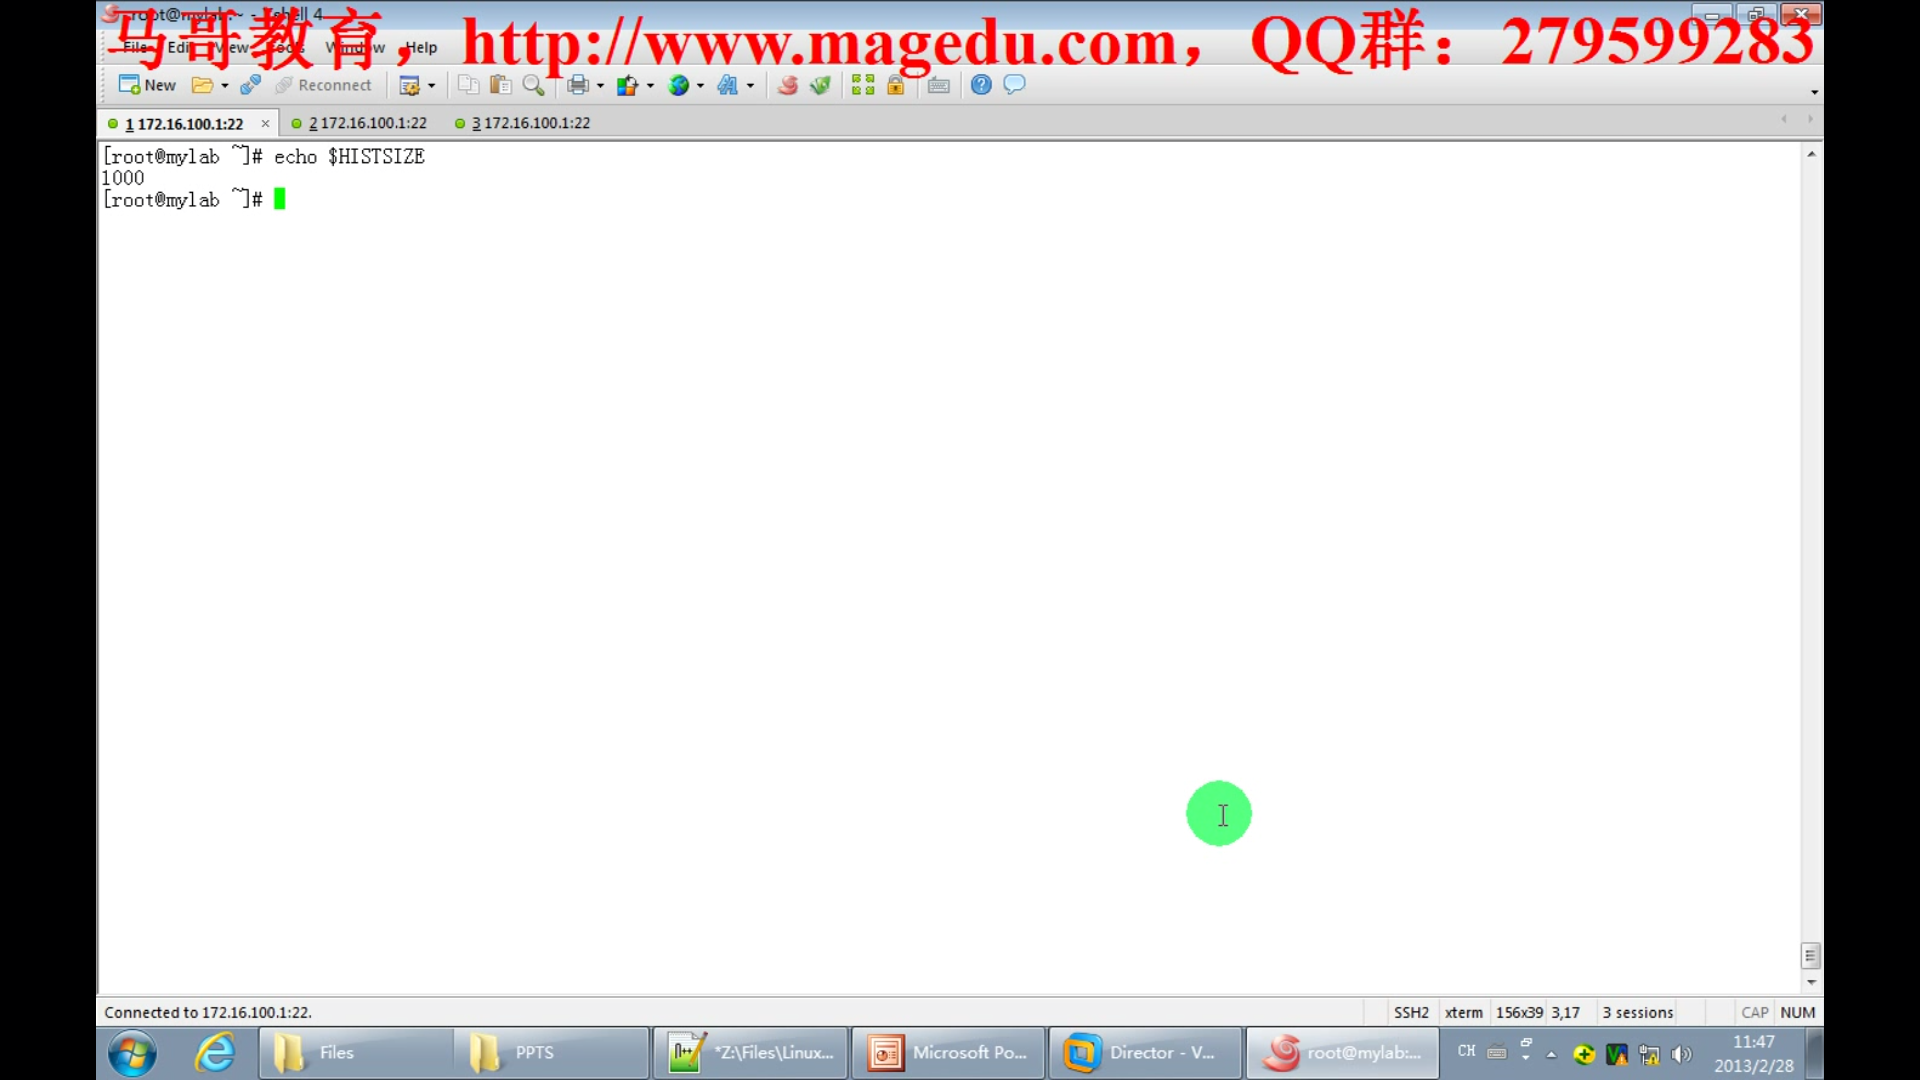 root@mylab:~ - Xshell 4
马哥教育，http://www.magedu.com，QQ群：279599283
File Edit View Tools Window Help
New Reconnect
1 172.16.100.1:22 2 172.16.100.1:22 3 172.16.100.1:22
[root@mylab ~]# echo $HISTSIZE
1000
[root@mylab ~]#
Connected to 172.16.100.1:22. SSH2 xterm 156x39 3,17 3 sessions CAP NUM
Files PPTS *Z:\Files\Linux... Microsoft Po... Director - V... root@mylab:... CH 11:47
2013/2/28